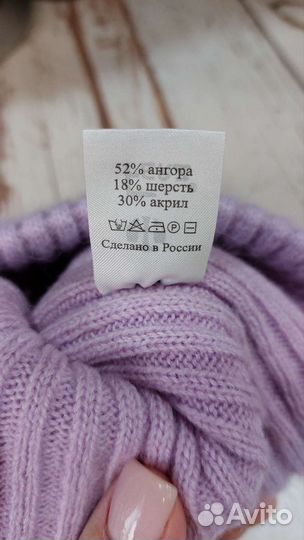 52% ангора
18% шерсть
30% акрил
Сделано в России
Avito